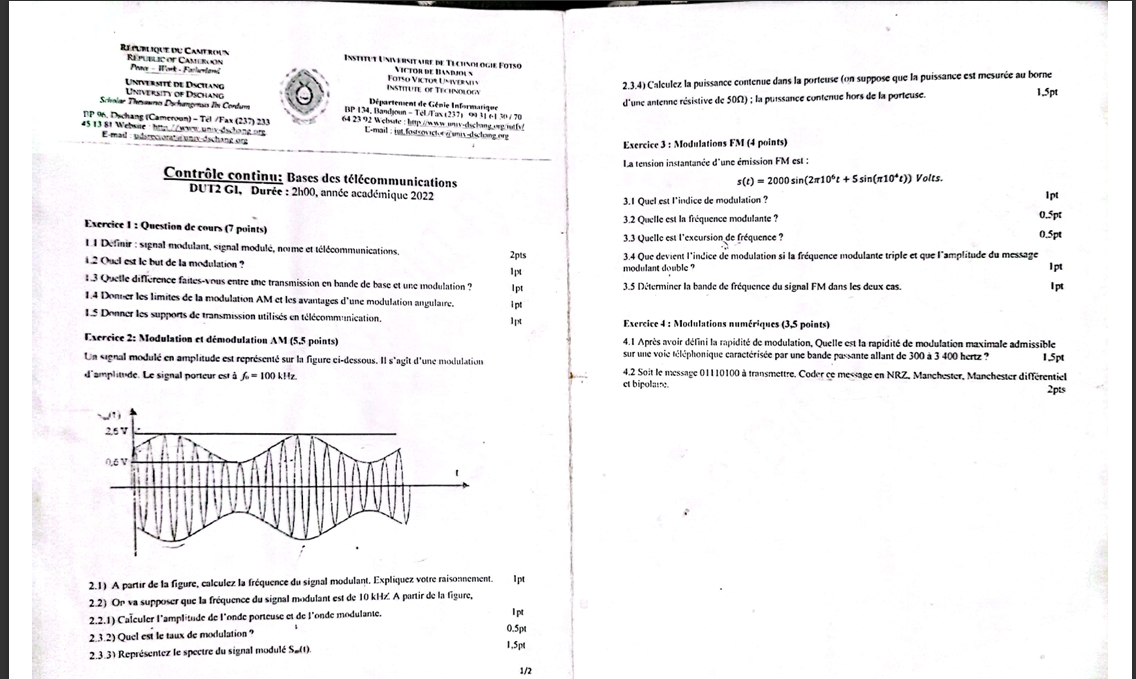 REPUBLIQUE DU CAMEROUN
REPUBLIC OF CAMEROON
Peace – Work - Fatherland
UNIVERSITÉ DE DSCHANG
UNIVERSITY OF DSCHANG
Scholae Thesaurus Dschangensis Ibi Cordum
BP 96, Dschang (Cameroun) – Tél /Fax (237) 233
45 13 81 Website : http://www.univ-dschang.org
E-mail : udsrectorat@univ-dschang.org
INSTITUT UNIVERSITAIRE DE TECHNOLOGIE FOTSO
VICTOR DE BANDJOUN
FOTSO VICTOR UNIVERSITY
INSTITUTE OF TECHNOLOGY
Département de Génie Informatique
BP 134, Bandjoun – Tél /Fax (237) 99 31 61 30 / 70
64 23 92 Website : http://www.univ-dschang.org/iutfv/
E-mail : iut.fostovictor@univ-dschang.org
Contrôle continu: Bases des télécommunications
DUT2 GI, Durée : 2h00, année académique 2022
Exercice 1 : Question de cours (7 points)
1.1 Définir : signal modulant, signal modulé, norme et télécommunications. 2pts
1.2 Quel est le but de la modulation ? 1pt
1.3 Quelle différence faites-vous entre une transmission en bande de base et une modulation ? 1pt
1.4 Donner les limites de la modulation AM et les avantages d'une modulation angulaire. 1pt
1.5 Donner les supports de transmission utilisés en télécommunication. 1pt
Exercice 2: Modulation et démodulation AM (5,5 points)
Un signal modulé en amplitude est représenté sur la figure ci-dessous. Il s'agît d'une modulation
d'amplitude. Le signal porteur est à f₀ = 100 kHz.
2,6 V
0,6 V
t
2.1) A partir de la figure, calculez la fréquence du signal modulant. Expliquez votre raisonnement. 1pt
2.2) On va supposer que la fréquence du signal modulant est de 10 kHz. A partir de la figure,
2.2.1) Calculer l'amplitude de l'onde porteuse et de l'onde modulante. 1pt
2.3.2) Quel est le taux de modulation ? 0.5pt
2.3.3) Représentez le spectre du signal modulé Sₘ(t). 1,5pt
1/2
2.3.4) Calculez la puissance contenue dans la porteuse (on suppose que la puissance est mesurée au borne
d'une antenne résistive de 50Ω) ; la puissance contenue hors de la porteuse. 1,5pt
Exercice 3 : Modulations FM (4 points)
La tension instantanée d'une émission FM est :
s(t) = 2000 sin(2π10⁶t + 5 sin(π10⁴t)) Volts.
3.1 Quel est l'indice de modulation ? 1pt
3.2 Quelle est la fréquence modulante ? 0,5pt
3.3 Quelle est l'excursion de fréquence ? 0,5pt
3.4 Que devient l'indice de modulation si la fréquence modulante triple et que l'amplitude du message
modulant double ? 1pt
3.5 Déterminer la bande de fréquence du signal FM dans les deux cas. 1pt
Exercice 4 : Modulations numériques (3,5 points)
4.1 Après avoir défini la rapidité de modulation, Quelle est la rapidité de modulation maximale admissible
sur une voie téléphonique caractérisée par une bande passante allant de 300 à 3 400 hertz ? 1,5pt
4.2 Soit le message 01110100 à transmettre. Coder ce message en NRZ, Manchester, Manchester différentiel
et bipolaire. 2pts